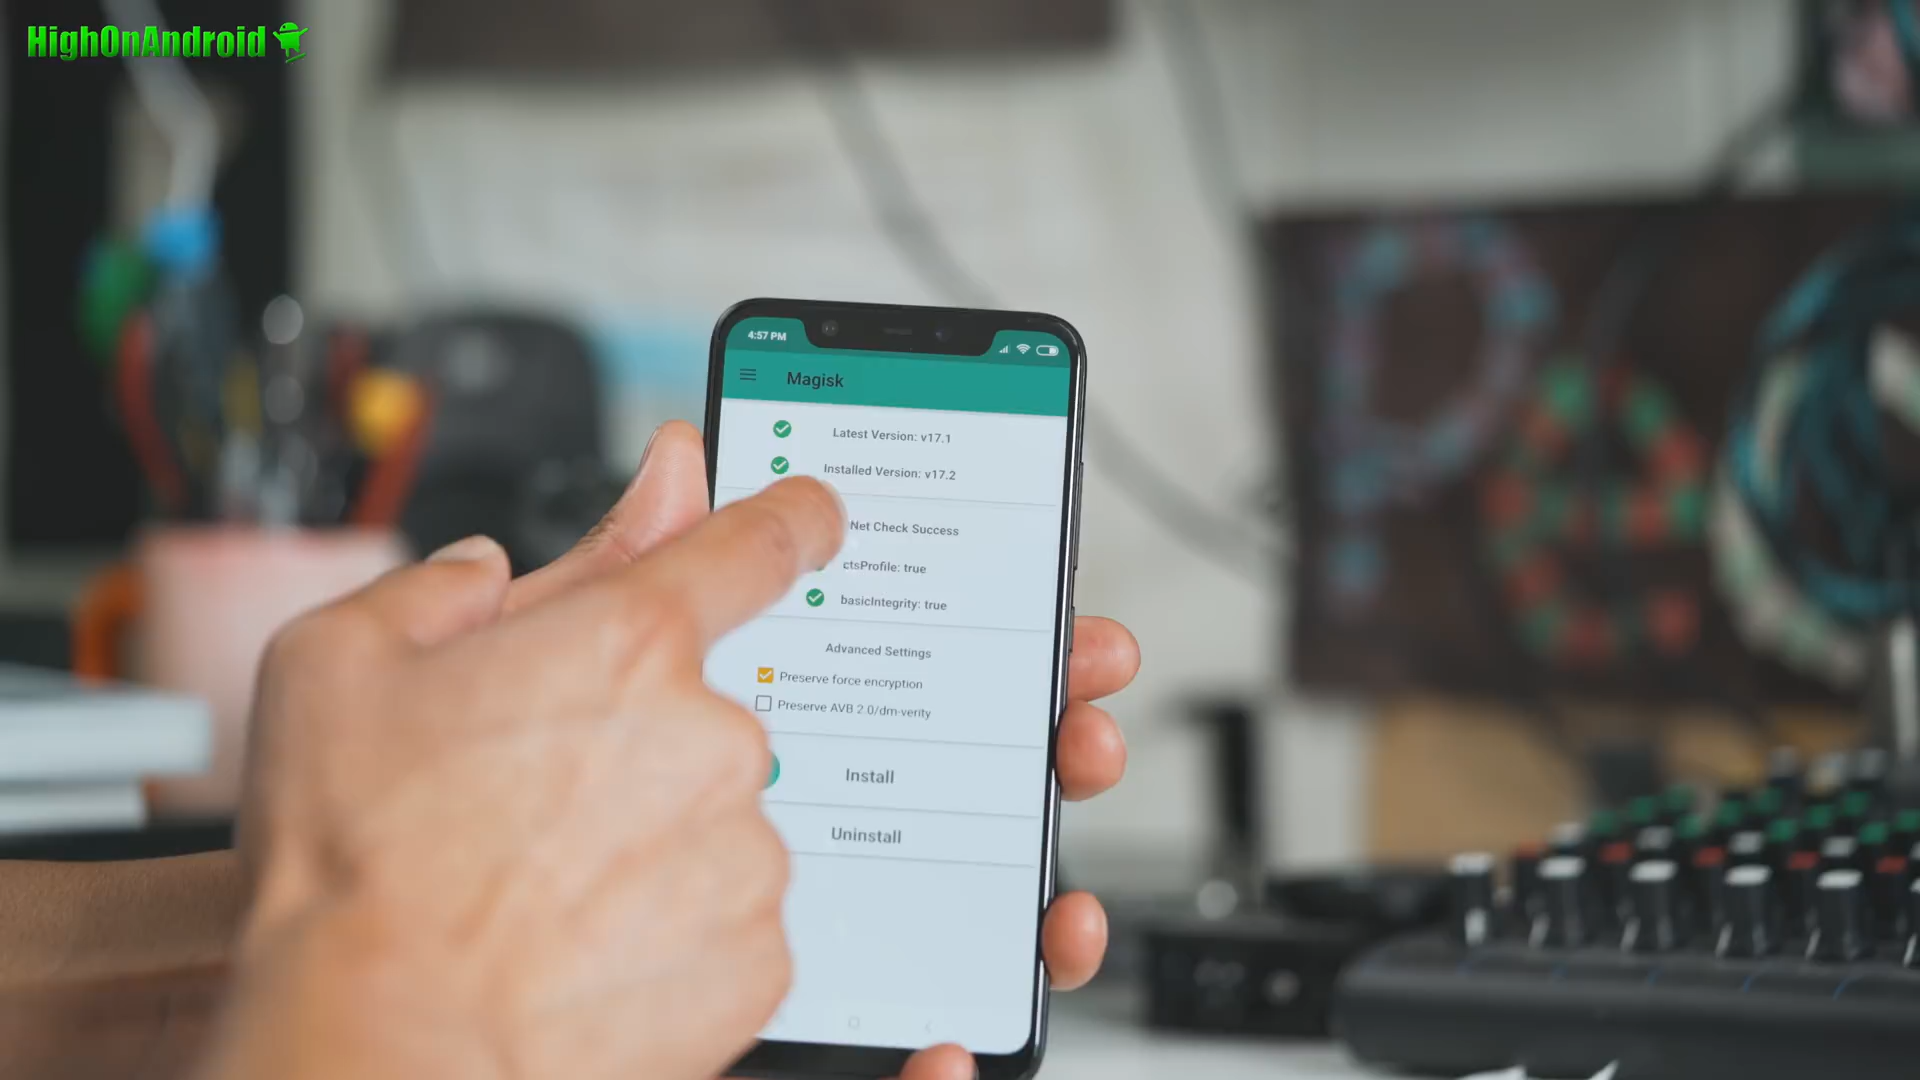 HighOnAndroid
4:57 PM
Magisk
Latest Version: v17.1
Installed Version: v17.2
Net Check Success
ctsProfile: true
basicIntegrity: true
Advanced Settings
Preserve force encryption
Preserve AVB 2.0/dm-verity
Install
Uninstall